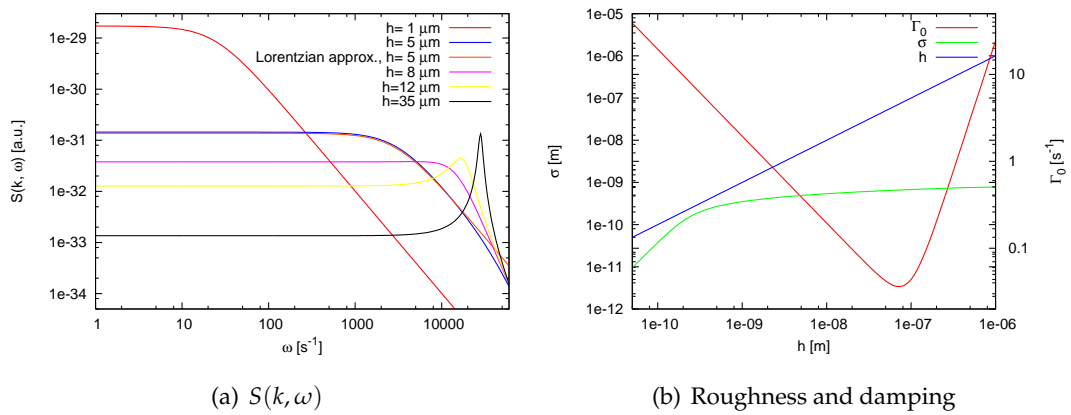 1e-29
1e-30
1e-31
1e-32
1e-33
1e-34
S(k, ω) [a.u.]
h= 1 μm
h= 5 μm
Lorentzian approx., h= 5 μm
h= 8 μm
h=12 μm
h=35 μm
1 10 100 1000 10000
ω [s⁻¹]
(a) S(k, ω)
1e-05
1e-06
1e-07
1e-08
1e-09
1e-10
1e-11
1e-12
σ [m]
Γ₀
σ
h
10
1
0.1
Γ₀ [s⁻¹]
1e-10 1e-09 1e-08 1e-07 1e-06
h [m]
(b) Roughness and damping